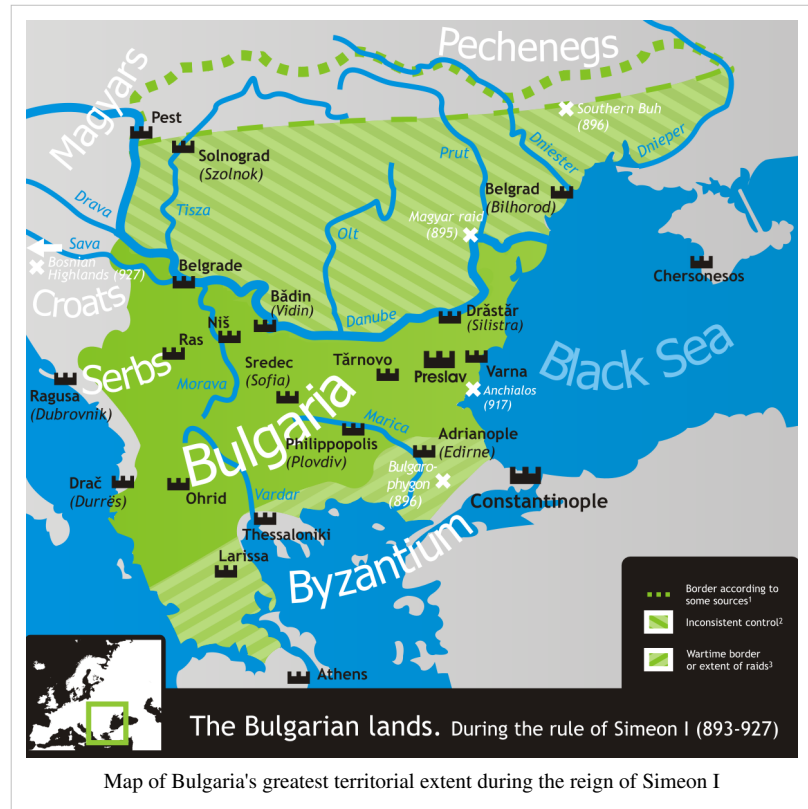 Magyars
Pechenegs
Southern Buh
(896)
Pest
Solnograd
(Szolnok)
Prut
Dniester
Dnieper
Drava
Tisza
Belgrad
(Bilhorod)
Magyar raid
(895)
Olt
Sava
Bosnian
Highlands (927)
Croats
Belgrade
Chersonesos
Bădin
(Vidin)
Danube
Drăstăr
(Silistra)
Niš
Ras
Serbs
Sredec
(Sofia)
Tărnovo
Preslav
Varna
Black Sea
Morava
Ragusa
(Dubrovnik)
Anchialos
(917)
Bulgaria
Marica
Philippopolis
(Plovdiv)
Adrianople
(Edirne)
Drač
(Durrës)
Ohrid
Vardar
Bulgaro-
phygon
(896)
Constantinople
Thessaloniki
Larissa
Byzantium
Athens
Border according to
some sources¹
Inconsistent control²
Wartime border
or extent of raids³
The Bulgarian lands. During the rule of Simeon I (893-927)
Map of Bulgaria's greatest territorial extent during the reign of Simeon I